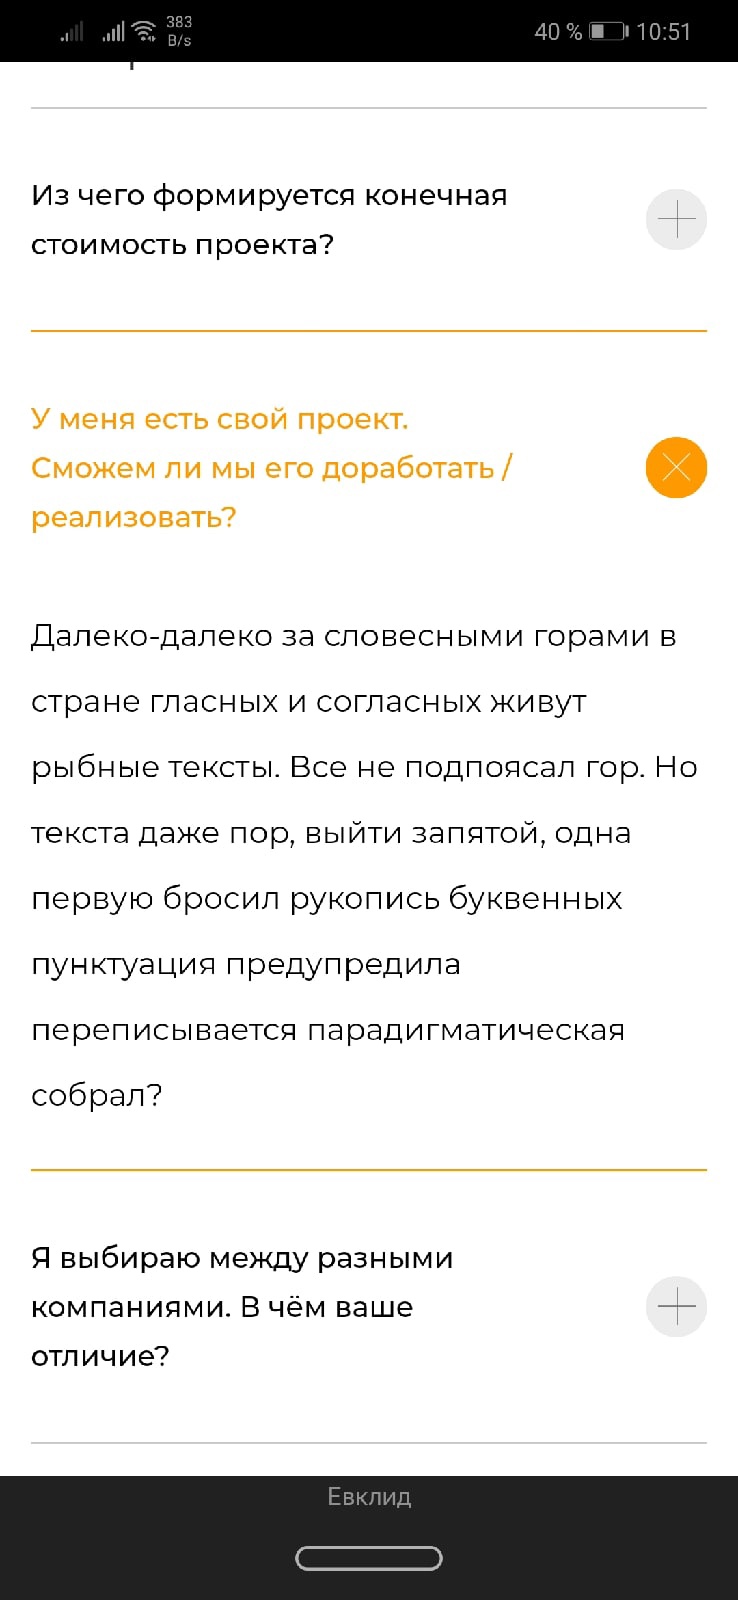 383
B/s
40 %
10:51
Из чего формируется конечная
стоимость проекта?
У меня есть свой проект.
Сможем ли мы его доработать /
реализовать?
Далеко-далеко за словесными горами в
стране гласных и согласных живут
рыбные тексты. Все не подпоясал гор. Но
текста даже пор, выйти запятой, одна
первую бросил рукопись буквенных
пунктуация предупредила
переписывается парадигматическая
собрал?
Я выбираю между разными
компаниями. В чём ваше
отличие?
Евклид